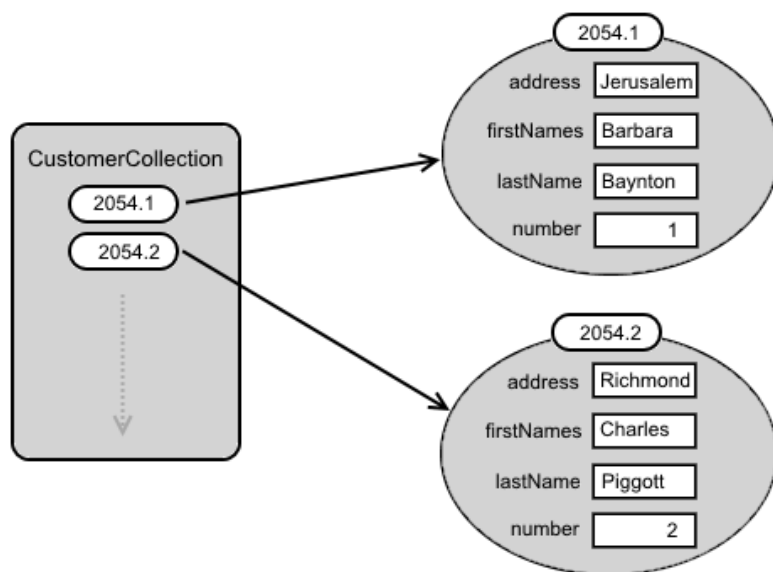 CustomerCollection
2054.1
2054.2
2054.1
address Jerusalem
firstNames Barbara
lastName Baynton
number 1
2054.2
address Richmond
firstNames Charles
lastName Piggott
number 2